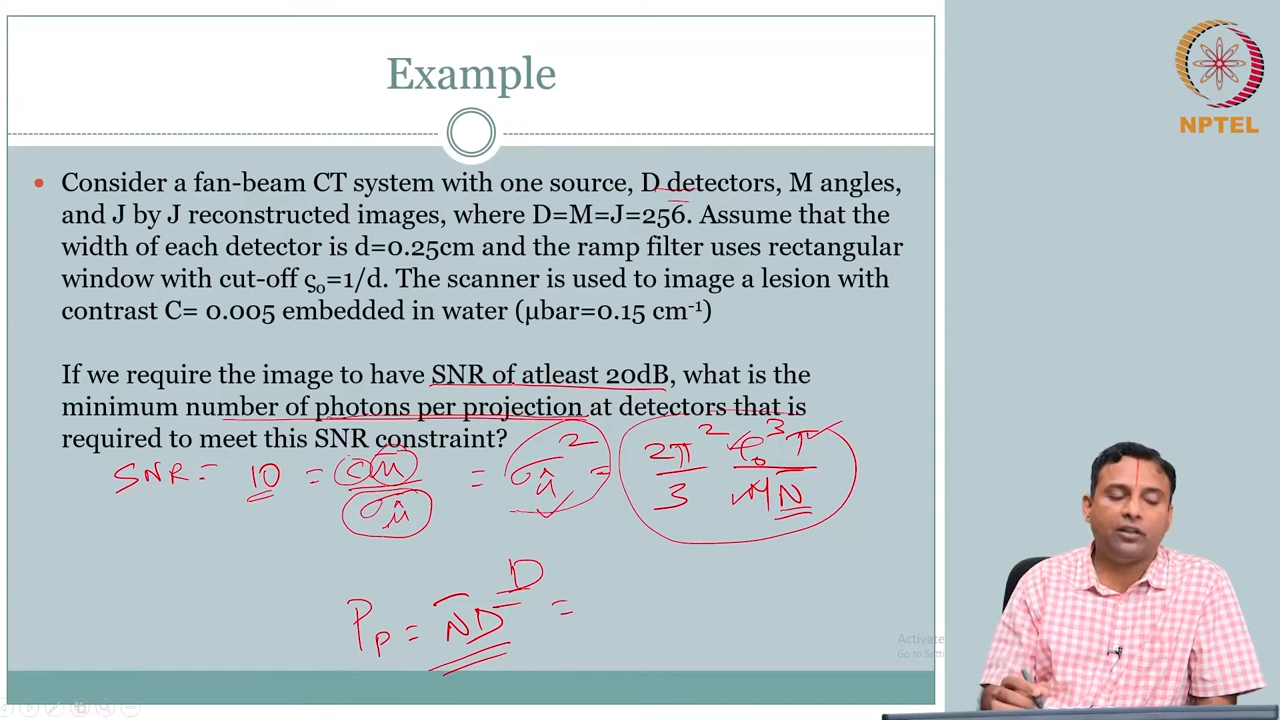 Example
NPTEL
• Consider a fan-beam CT system with one source, D detectors, M angles,
and J by J reconstructed images, where D=M=J=256. Assume that the
width of each detector is d=0.25cm and the ramp filter uses rectangular
window with cut-off ς₀=1/d. The scanner is used to image a lesion with
contrast C= 0.005 embedded in water (µbar=0.15 cm⁻¹)
If we require the image to have SNR of atleast 20dB, what is the
minimum number of photons per projection at detectors that is
required to meet this SNR constraint?
SNR = 10 = = = 2π² / 3 M N̄
P_p = N̄ D =
D
Activate
Go to Setti